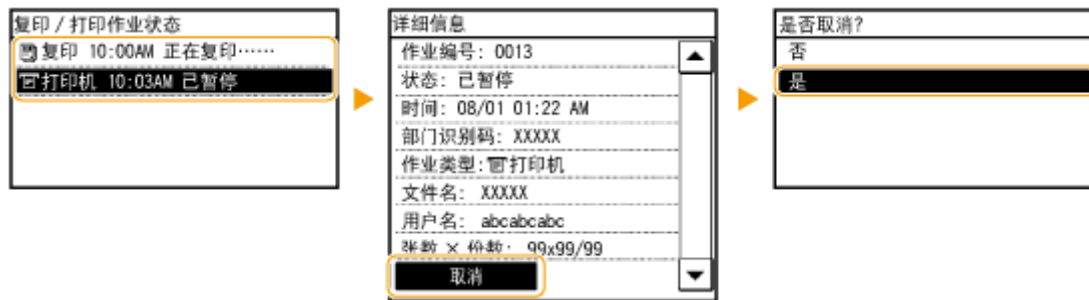 复印 / 打印作业状态
复印 10:00AM 正在复印······
打印机 10:03AM 已暂停
详细信息
作业编号: 0013
状态: 已暂停
时间: 08/01 01:22 AM
部门识别码: XXXXX
作业类型: 打印机
文件名: XXXXX
用户名: abcabcabc
张数 × 份数: 99x99/99
取消
是否取消?
否
是